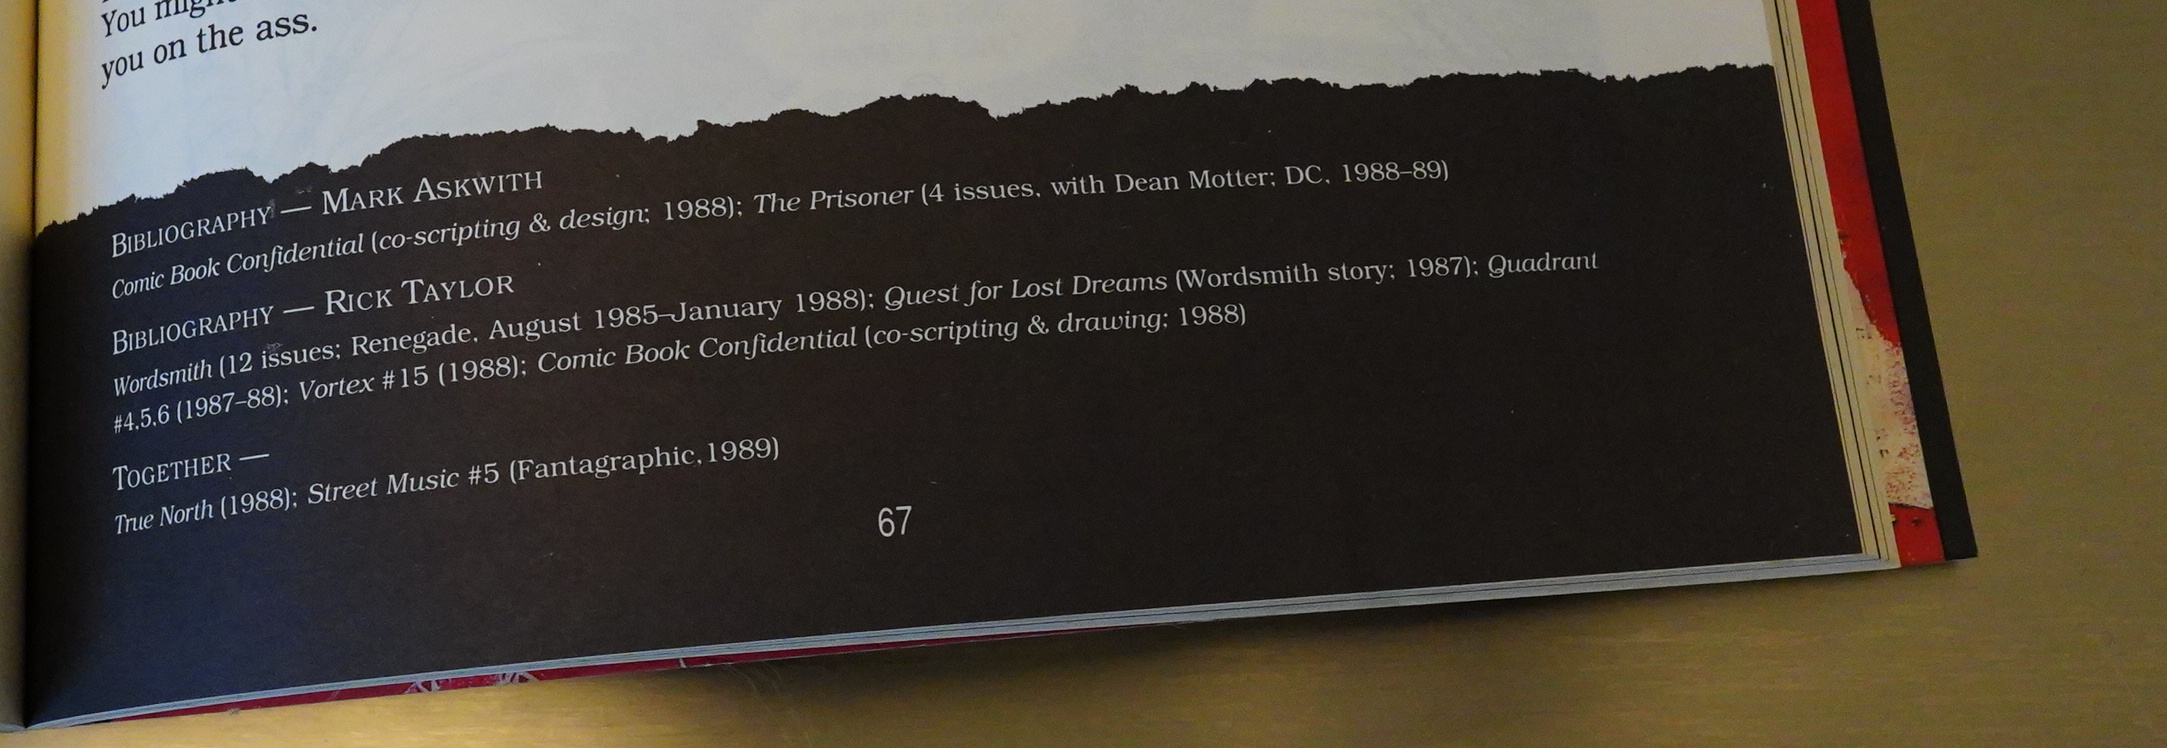 You
you on the ass.
BIBLIOGRAPHY — MARK ASKWITH
Comic Book Confidential (co-scripting & design; 1988); The Prisoner (4 issues, with Dean Motter; DC, 1988–89)
BIBLIOGRAPHY — RICK TAYLOR
Wordsmith (12 issues; Renegade, August 1985–January 1988); Quest for Lost Dreams (Wordsmith story; 1987); Quadrant
#4,5,6 (1987–88); Vortex #15 (1988); Comic Book Confidential (co-scripting & drawing; 1988)
TOGETHER —
True North (1988); Street Music #5 (Fantagraphic, 1989)
67